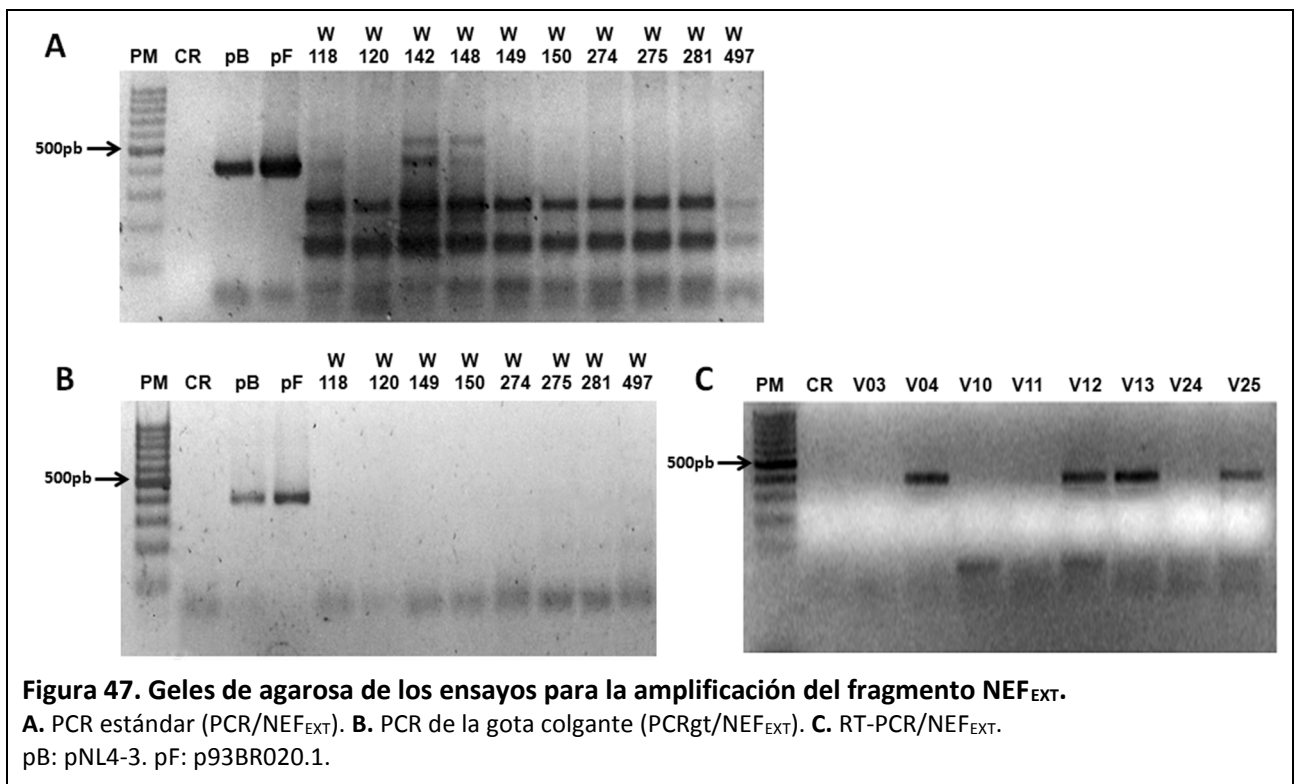 A
W W W W W W W W W W
PM CR pB pF 118 120 142 148 149 150 274 275 281 497
500pb
B
W W W W W W W W
PM CR pB pF 118 120 149 150 274 275 281 497
500pb
C
PM CR V03 V04 V10 V11 V12 V13 V24 V25
500pb
Figura 47. Geles de agarosa de los ensayos para la amplificación del fragmento NEFEXT.
A. PCR estándar (PCR/NEFEXT). B. PCR de la gota colgante (PCRgt/NEFEXT). C. RT-PCR/NEFEXT.
pB: pNL4-3. pF: p93BR020.1.